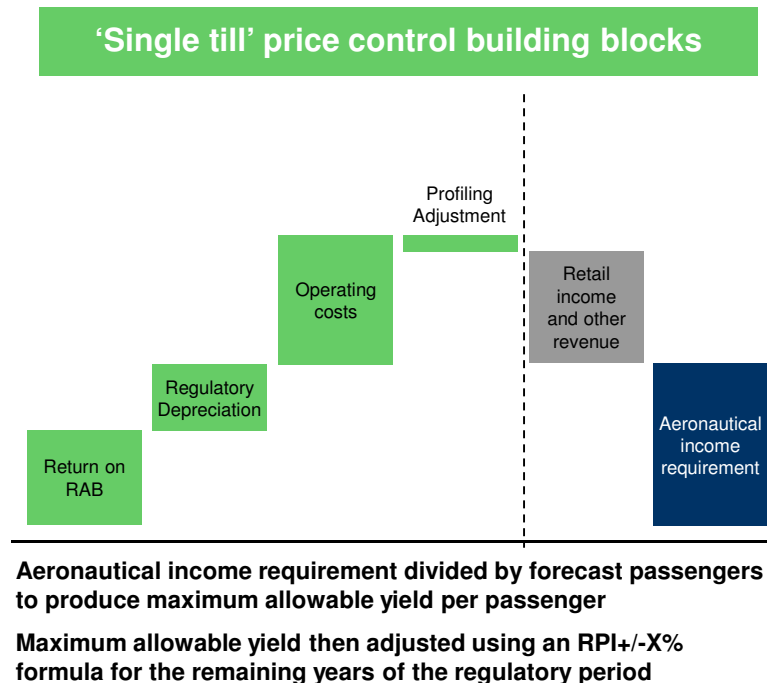 ‘Single till’ price control building blocks
Profiling
Adjustment
Operating
costs
Retail
income
and other
revenue
Regulatory
Depreciation
Aeronautical
income
requirement
Return on
RAB
Aeronautical income requirement divided by forecast passengers
to produce maximum allowable yield per passenger
Maximum allowable yield then adjusted using an RPI+/-X%
formula for the remaining years of the regulatory period